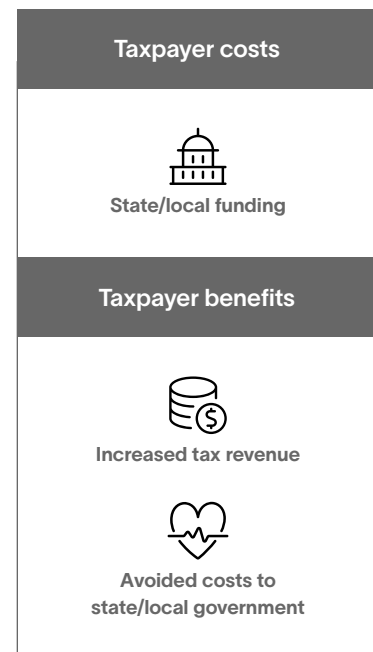 Taxpayer costs
State/local funding
Taxpayer benefits
$
Increased tax revenue
Avoided costs to
state/local government